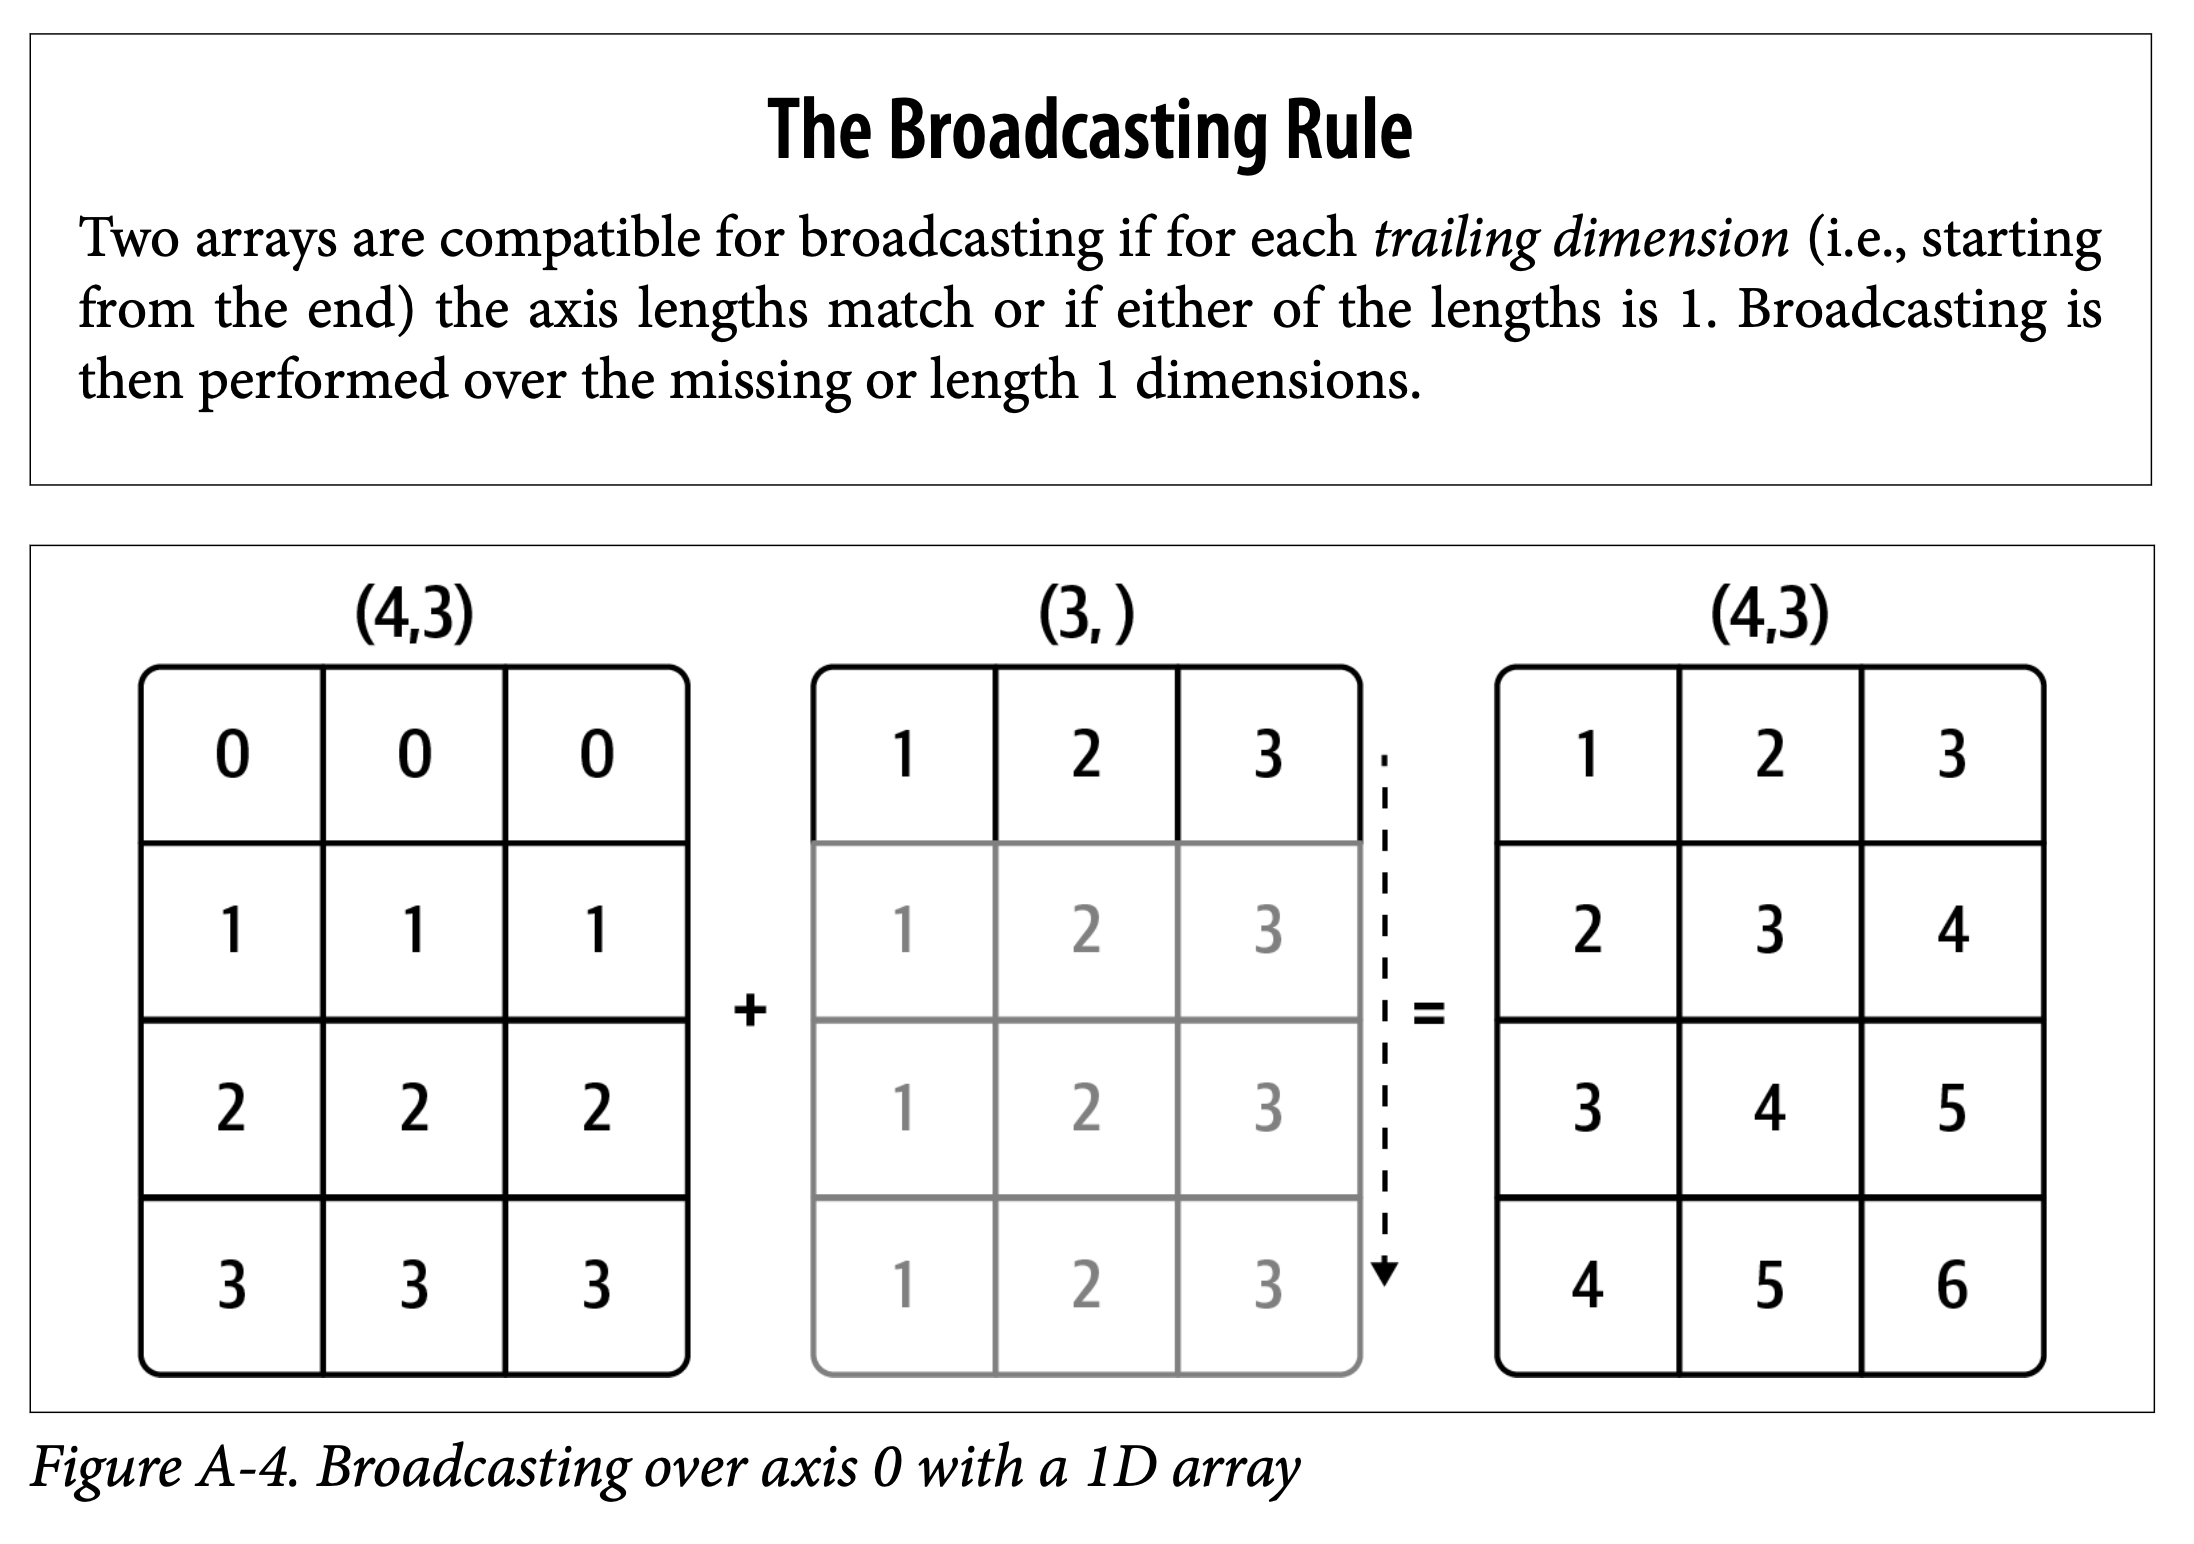 The Broadcasting Rule
Two arrays are compatible for broadcasting if for each trailing dimension (i.e., starting
from the end) the axis lengths match or if either of the lengths is 1. Broadcasting is
then performed over the missing or length 1 dimensions.
(4,3) (3, ) (4,3)
0 0 0 1 2 3 1 2 3
1 1 1 1 2 3 2 3 4
+ =
2 2 2 1 2 3 3 4 5
3 3 3 1 2 3 4 5 6
Figure A-4. Broadcasting over axis 0 with a 1D array